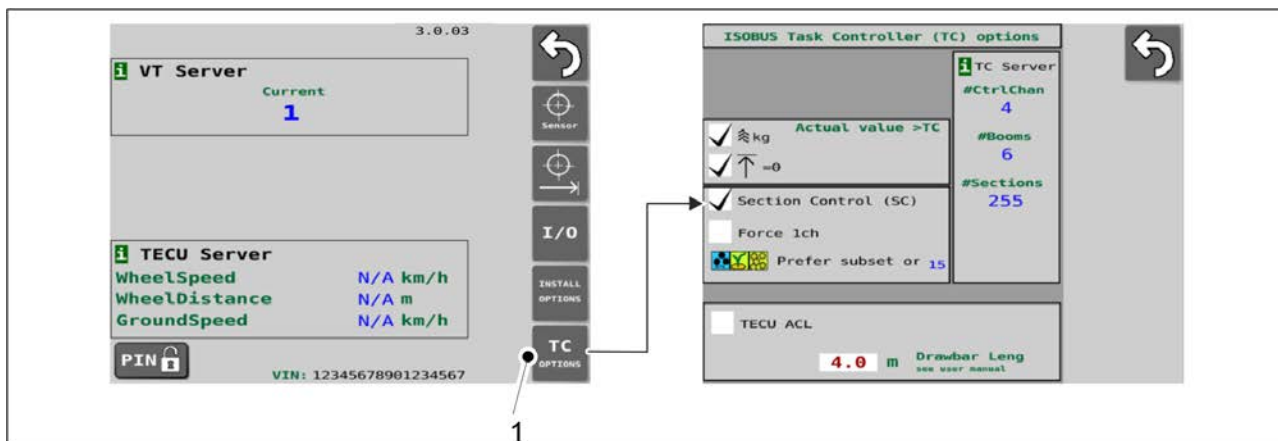 3.0.03
i VT Server
Current
1
i TECU Server
WheelSpeed N/A km/h
WheelDistance N/A m
GroundSpeed N/A km/h
PIN
VIN: 12345678901234567
Sensor
I/O
INSTALL
OPTIONS
TC
OPTIONS
1
ISOBUS Task Controller (TC) options
i TC Server
#CtrlChan
4
#Booms
6
#Sections
255
Actual value >TC
kg
=0
Section Control (SC)
Force 1ch
Prefer subset or 15
TECU ACL
4.0 m Drawbar Leng
see user manual